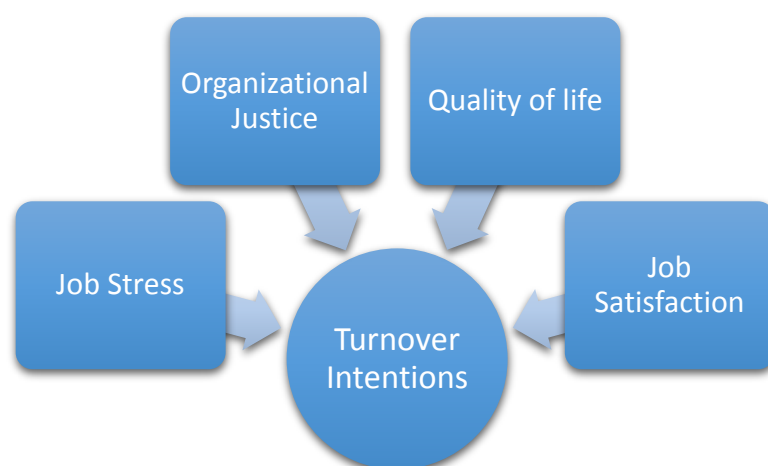 Organizational
Justice
Quality of life
Job Stress
Job
Satisfaction
Turnover
Intentions